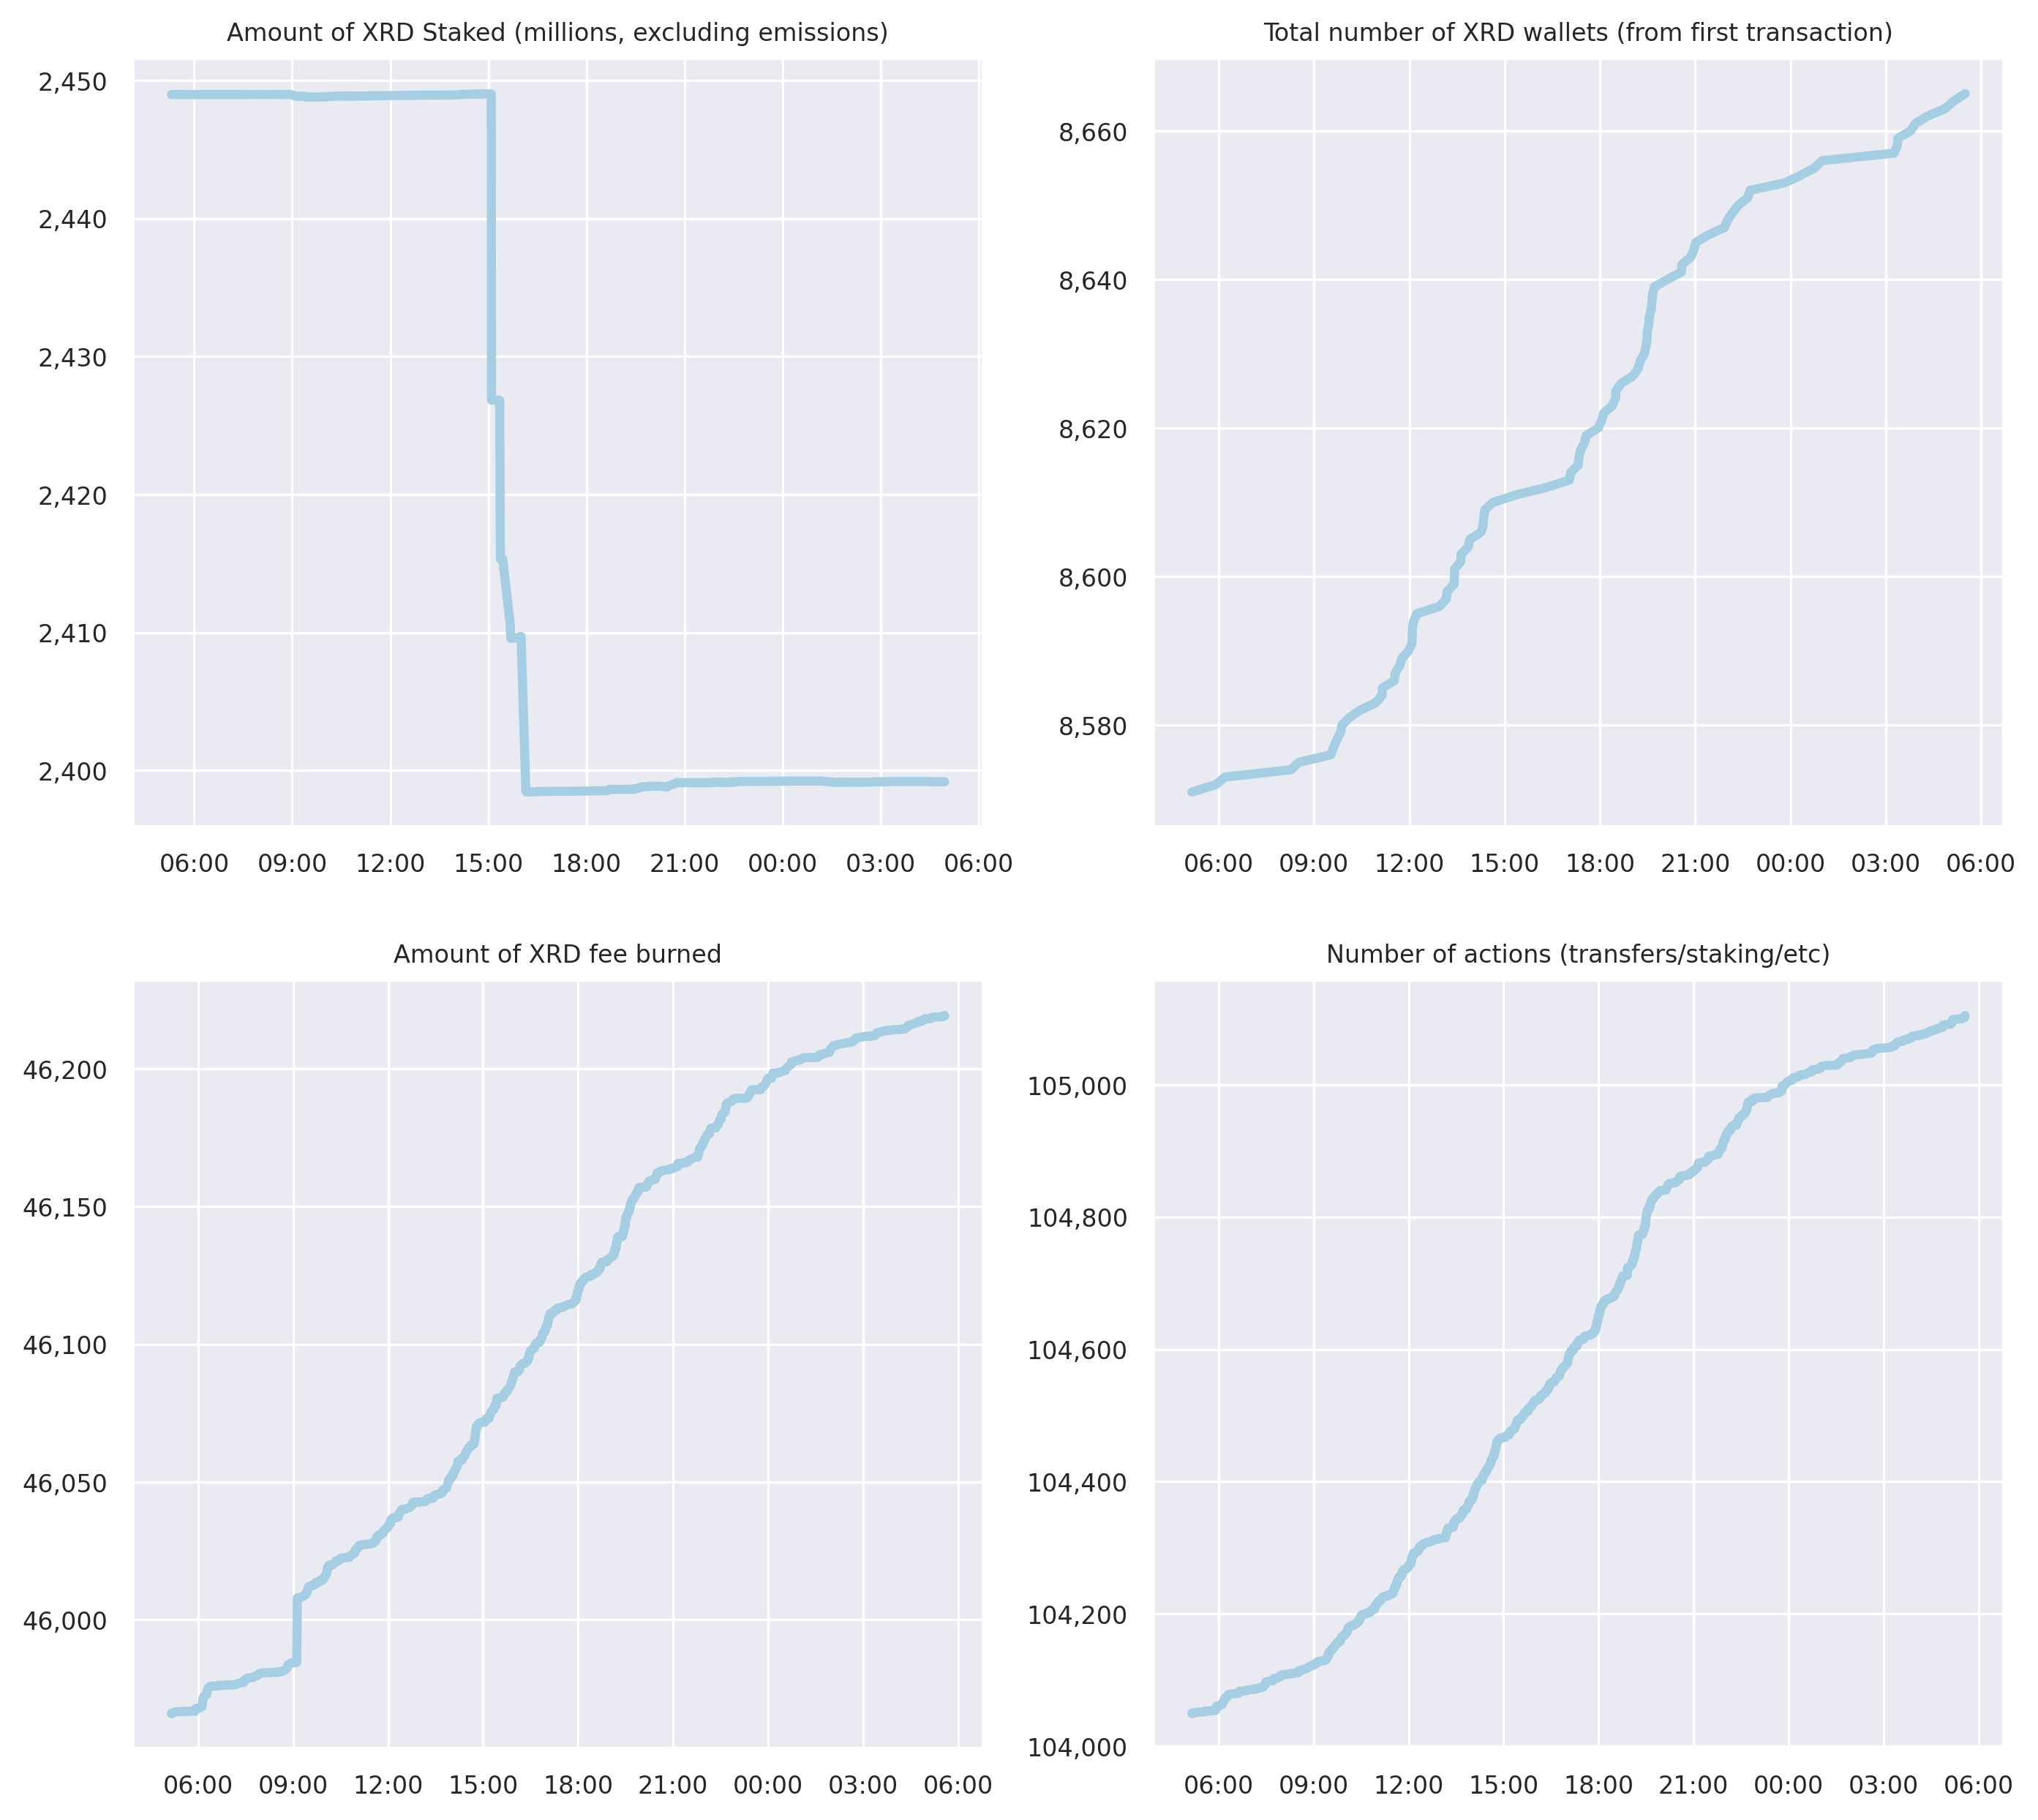 Amount of XRD Staked (millions, excluding emissions)
2,450
2,440
2,430
2,420
2,410
2,400
06:00 09:00 12:00 15:00 18:00 21:00 00:00 03:00 06:00
Total number of XRD wallets (from first transaction)
8,660
8,640
8,620
8,600
8,580
06:00 09:00 12:00 15:00 18:00 21:00 00:00 03:00 06:00
Amount of XRD fee burned
46,200
46,150
46,100
46,050
46,000
06:00 09:00 12:00 15:00 18:00 21:00 00:00 03:00 06:00
Number of actions (transfers/staking/etc)
105,000
104,800
104,600
104,400
104,200
104,000
06:00 09:00 12:00 15:00 18:00 21:00 00:00 03:00 06:00